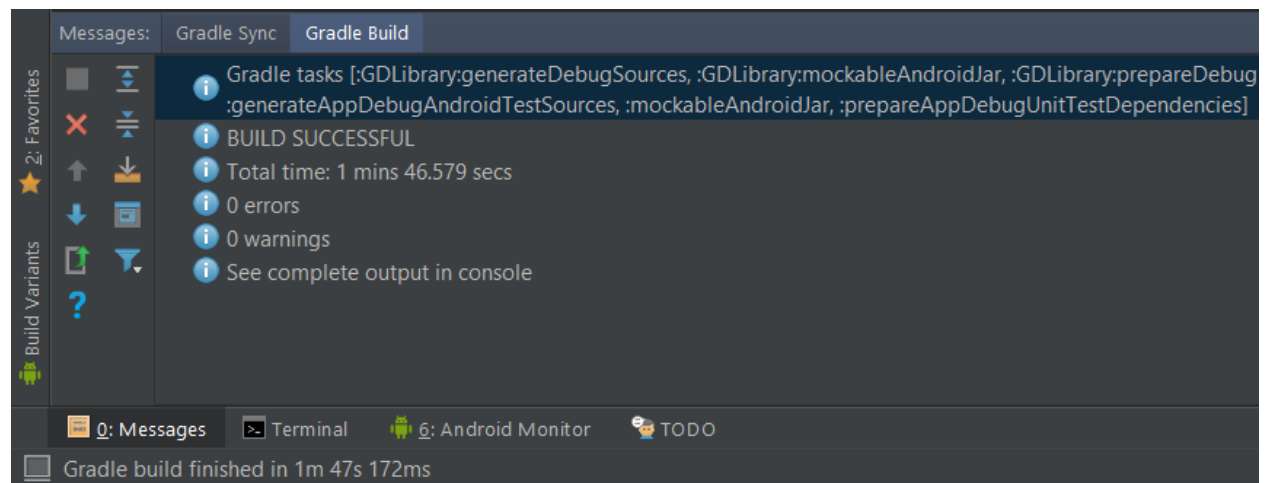 Messages: Gradle Sync Gradle Build
Gradle tasks [:GDLibrary:generateDebugSources, :GDLibrary:mockableAndroidJar, :GDLibrary:prepareDebug
:generateAppDebugAndroidTestSources, :mockableAndroidJar, :prepareAppDebugUnitTestDependencies]
BUILD SUCCESSFUL
Total time: 1 mins 46.579 secs
0 errors
0 warnings
See complete output in console
2: Favorites
Build Variants
0: Messages Terminal 6: Android Monitor TODO
Gradle build finished in 1m 47s 172ms